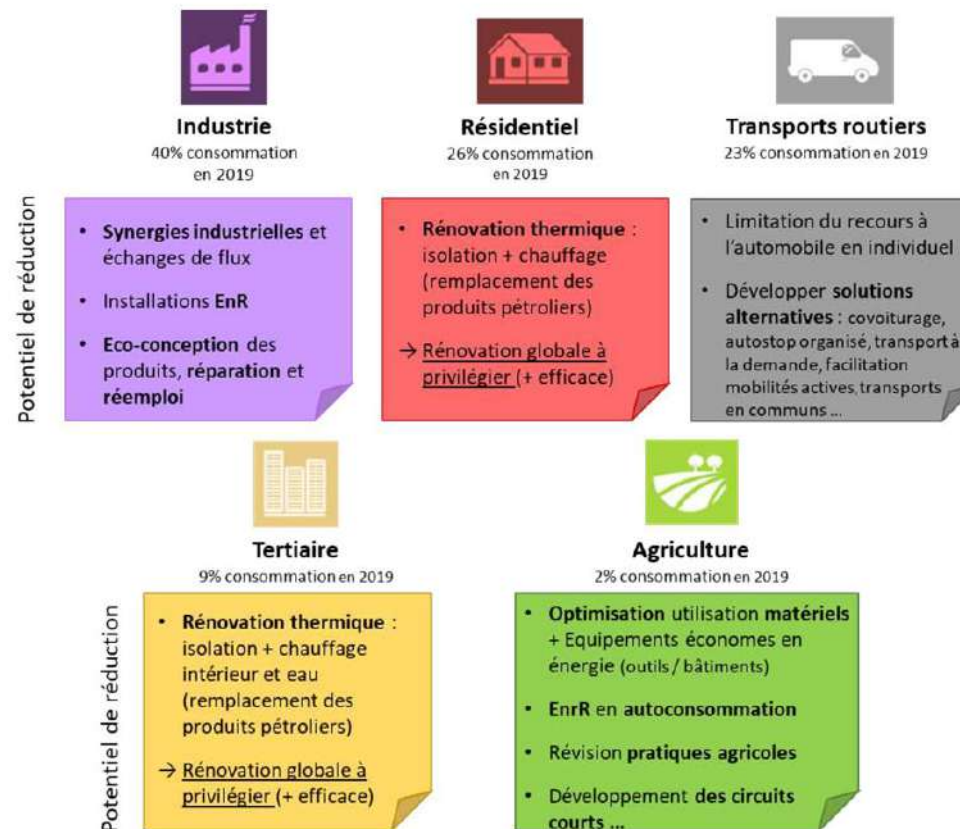 Industrie
40% consommation
en 2019
Résidentiel
26% consommation
en 2019
Transports routiers
23% consommation en 2019
Potentiel de réduction
• Synergies industrielles et
échanges de flux
• Installations EnR
• Eco-conception des
produits, réparation et
réemploi
• Rénovation thermique :
isolation + chauffage
(remplacement des
produits pétroliers)
→ Rénovation globale à
privilégier (+ efficace)
• Limitation du recours à
l'automobile en individuel
• Développer solutions
alternatives : covoiturage,
autostop organisé, transport à
la demande, facilitation
mobilités actives, transports
en communs ...
Tertiaire
9% consommation en 2019
Agriculture
2% consommation en 2019
Potentiel de réduction
• Rénovation thermique :
isolation + chauffage
intérieur et eau
(remplacement des
produits pétroliers)
→ Rénovation globale à
privilégier (+ efficace)
• Optimisation utilisation matériels
+ Equipements économes en
énergie (outils / bâtiments)
• EnrR en autoconsommation
• Révision pratiques agricoles
• Développement des circuits
courts ...